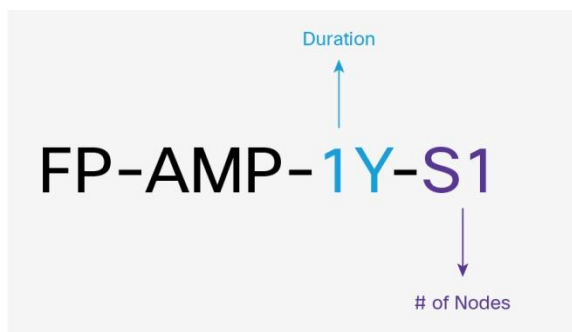 Duration
FP-AMP-1Y-S1
# of Nodes